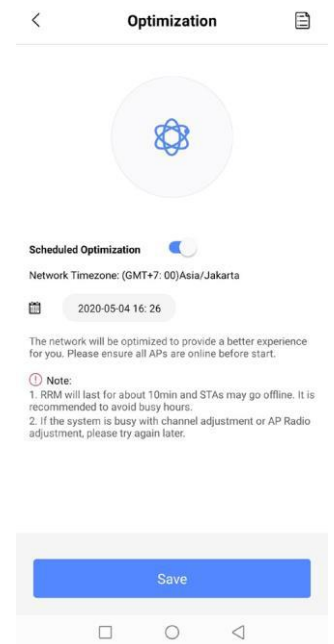 Optimization
Scheduled Optimization
Network Timezone: (GMT+7: 00)Asia/Jakarta
2020-05-04 16: 26
The network will be optimized to provide a better experience
for you. Please ensure all APs are online before start.
Note:
1. RRM will last for about 10min and STAs may go offline. It is
recommended to avoid busy hours.
2. If the system is busy with channel adjustment or AP Radio
adjustment, please try again later.
Save